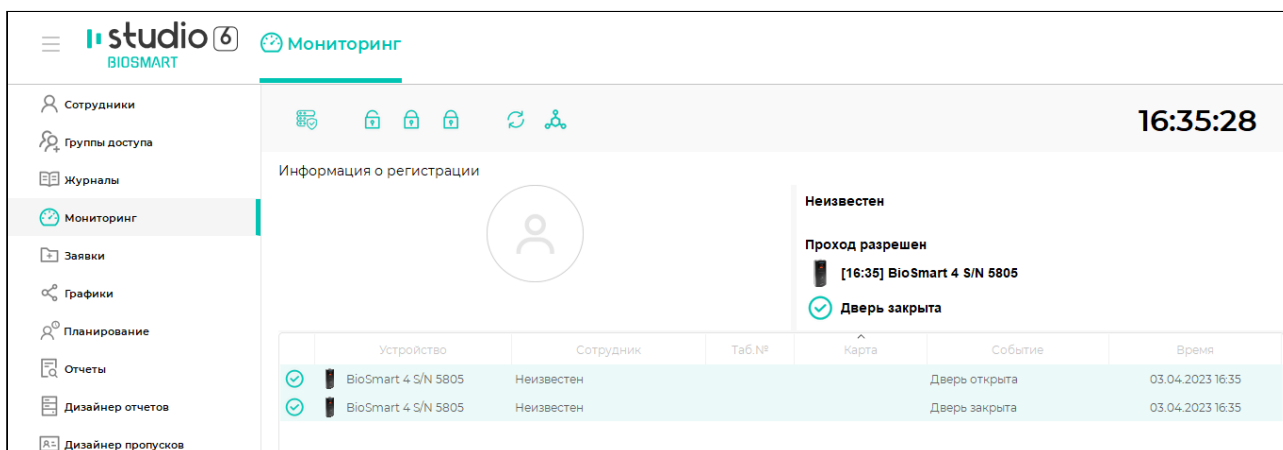 studio 6
BIOSMART
Мониторинг
Сотрудники
Группы доступа
Журналы
Мониторинг
Заявки
Графики
Планирование
Отчеты
Дизайнер отчетов
Дизайнер пропусков
16:35:28
Информация о регистрации
Неизвестен
Проход разрешен
[16:35] BioSmart 4 S/N 5805
Дверь закрыта
Устройство Сотрудник Таб.№ Карта Событие Время
BioSmart 4 S/N 5805 Неизвестен Дверь открыта 03.04.2023 16:35
BioSmart 4 S/N 5805 Неизвестен Дверь закрыта 03.04.2023 16:35